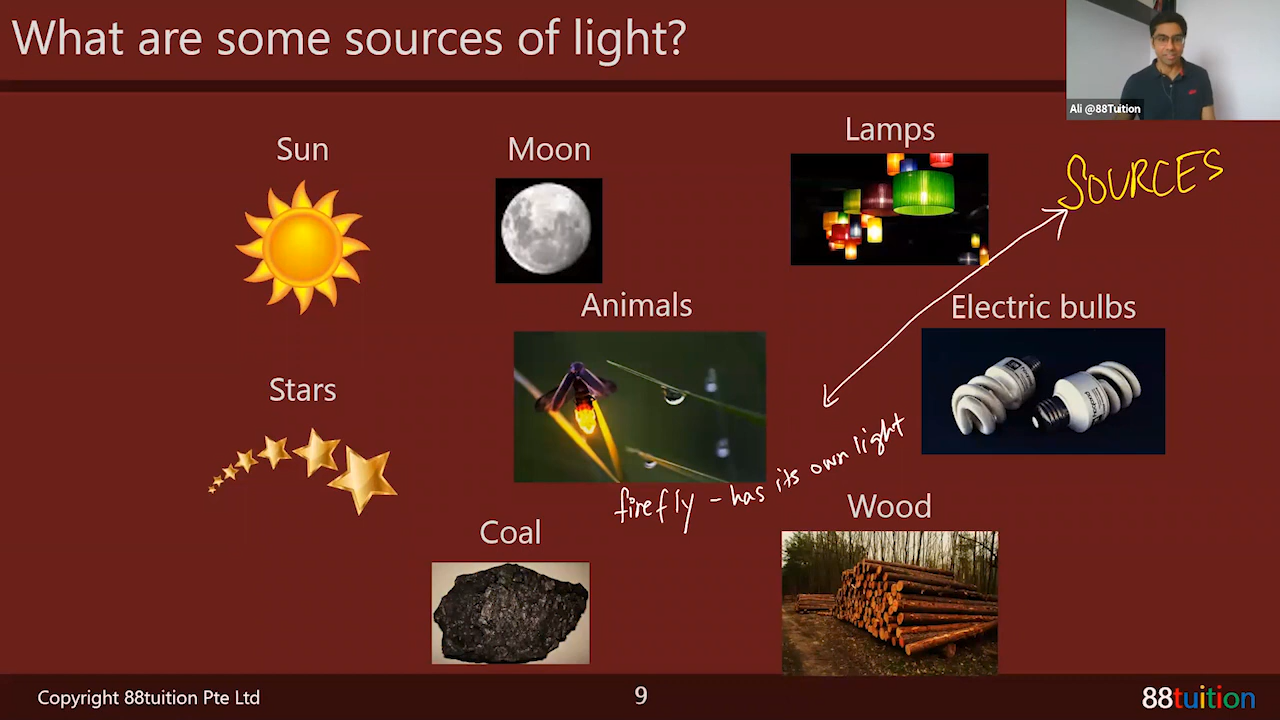 What are some sources of light?
Ali @88Tuition
Sun
Moon
Lamps
SOURCES
Animals
Electric bulbs
Stars
firefly - has its own light
Coal
Wood
Copyright 88tuition Pte Ltd
9
88tuition